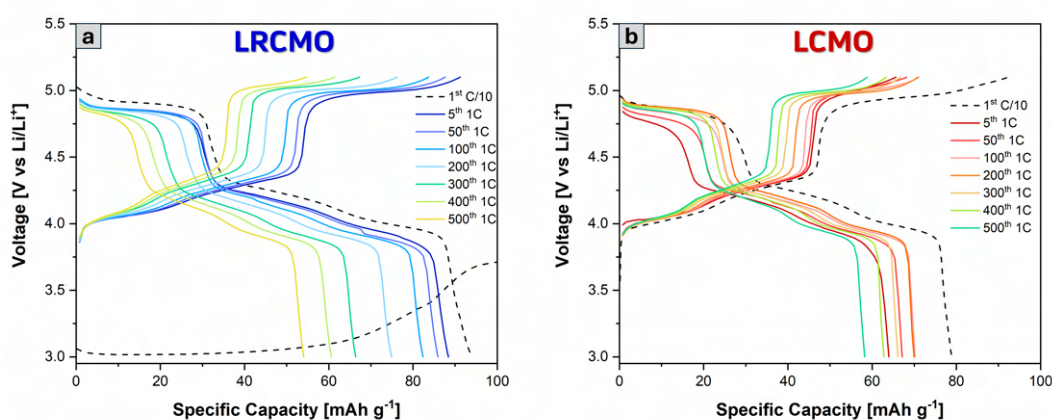 a
LRCMO
5.5
5.0
4.5
4.0
3.5
3.0
Voltage [V vs Li/Li⁺]
0 20 40 60 80 100
Specific Capacity [mAh g⁻¹]
1ˢᵗ C/10
5ᵗʰ 1C
50ᵗʰ 1C
100ᵗʰ 1C
200ᵗʰ 1C
300ᵗʰ 1C
400ᵗʰ 1C
500ᵗʰ 1C
b
LCMO
5.5
5.0
4.5
4.0
3.5
3.0
Voltage [V vs Li/Li⁺]
0 20 40 60 80 100
Specific Capacity [mAh g⁻¹]
1ˢᵗ C/10
5ᵗʰ 1C
50ᵗʰ 1C
100ᵗʰ 1C
200ᵗʰ 1C
300ᵗʰ 1C
400ᵗʰ 1C
500ᵗʰ 1C